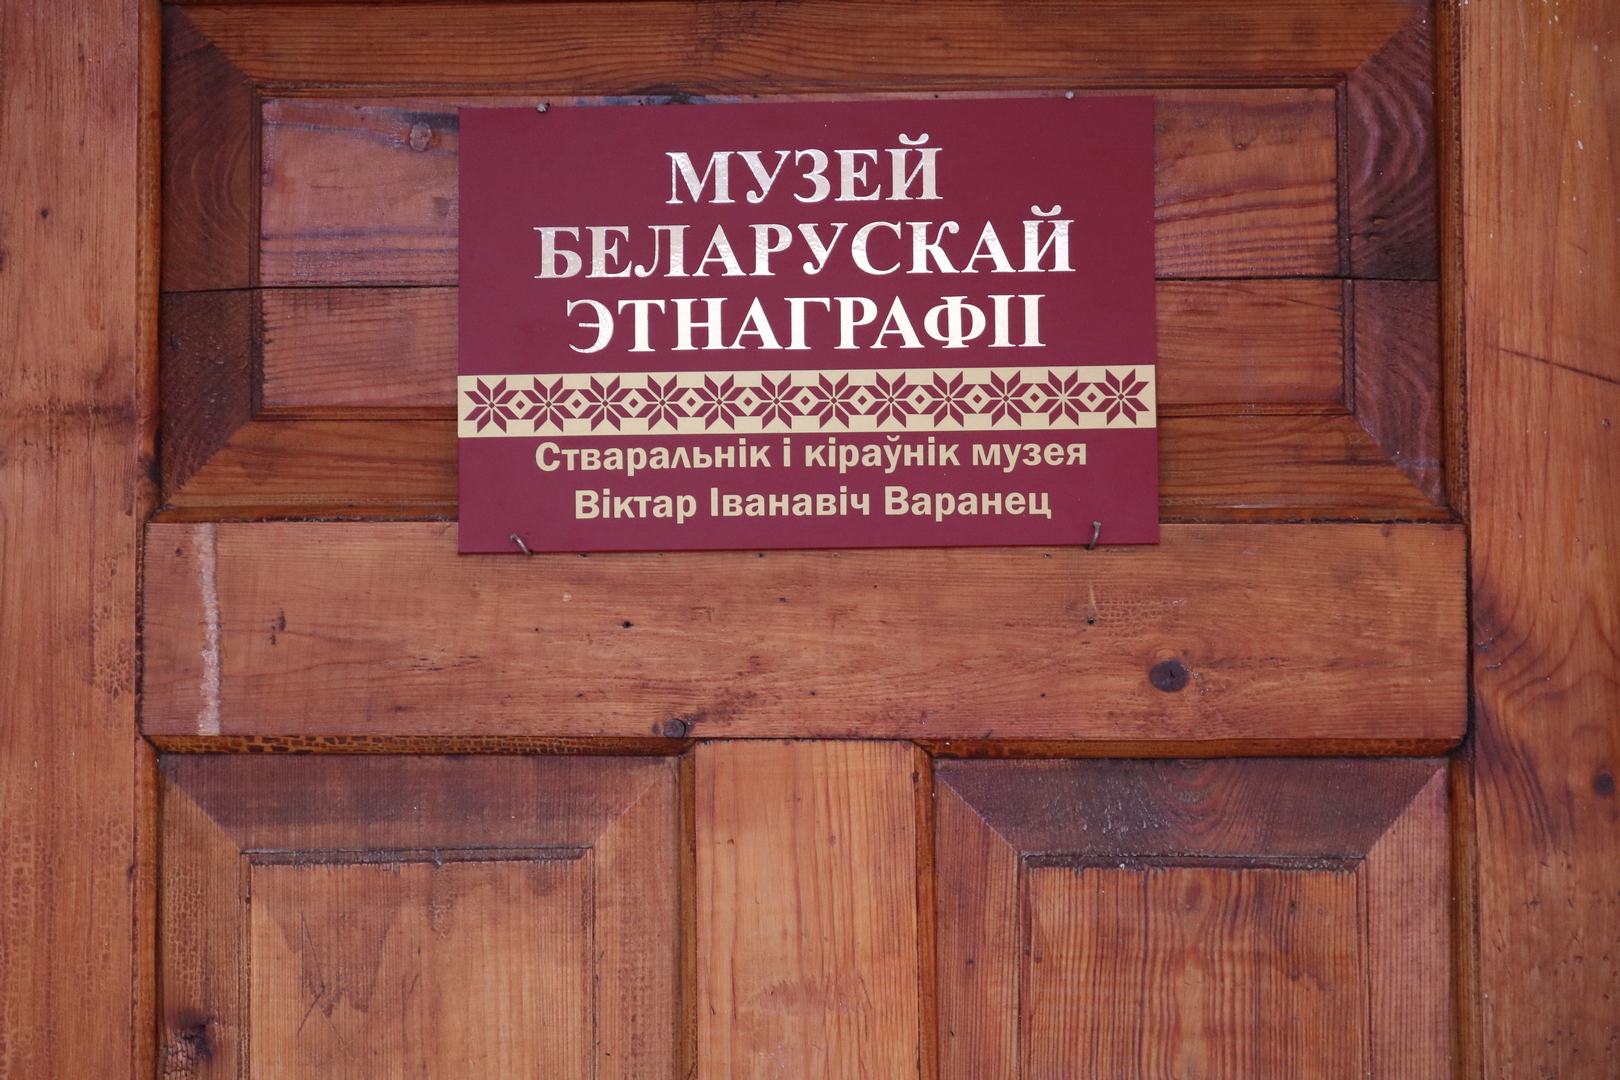 МУЗЕЙ
БЕЛАРУСКАЙ
ЭТНАГРАФІІ
Стваральнік і кіраўнік музея
Віктар Іванавіч Варанец